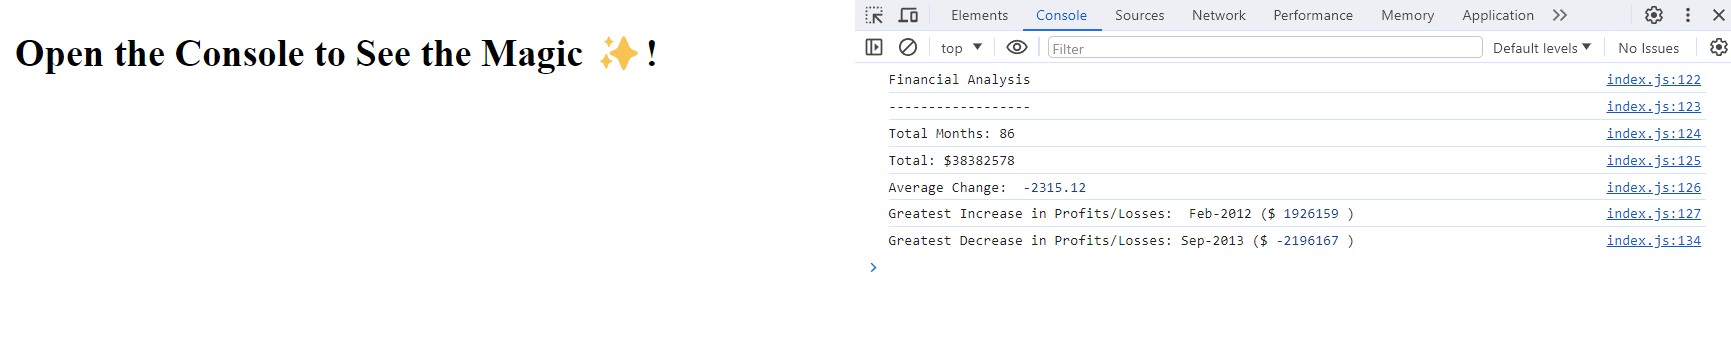 Open the Console to See the Magic ✨!
Elements Console Sources Network Performance Memory Application
top Filter Default levels No Issues
Financial Analysis index.js:122
------------------ index.js:123
Total Months: 86 index.js:124
Total: $38382578 index.js:125
Average Change:  -2315.12 index.js:126
Greatest Increase in Profits/Losses:  Feb-2012 ($ 1926159 ) index.js:127
Greatest Decrease in Profits/Losses: Sep-2013 ($ -2196167 ) index.js:134